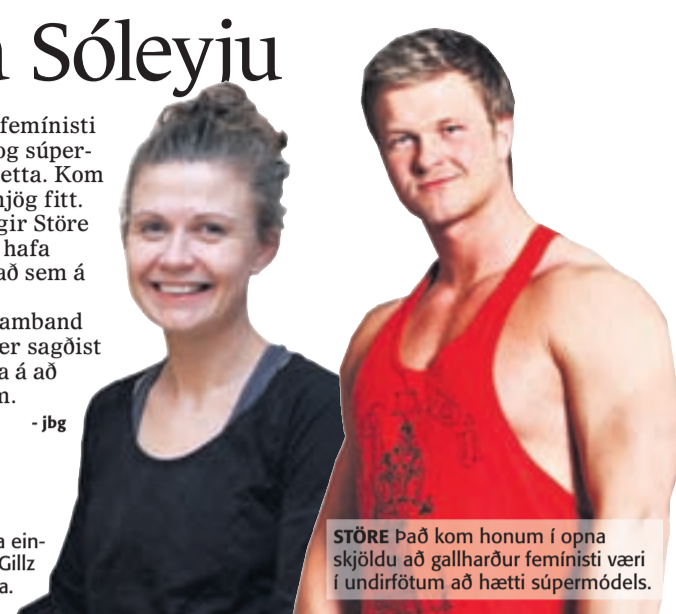 a Sóleyju
femínisti
og súper-
etta. Kom
njög fitt.
gir Störe
hafa
að sem á
amband
er sagðist
a á að
n.
- jbg
a ein-
Gillz
a.
STÖRE Það kom honum í opna
skjöldu að gallharður femínisti væri
í undirfötum að hætti súpermódels.